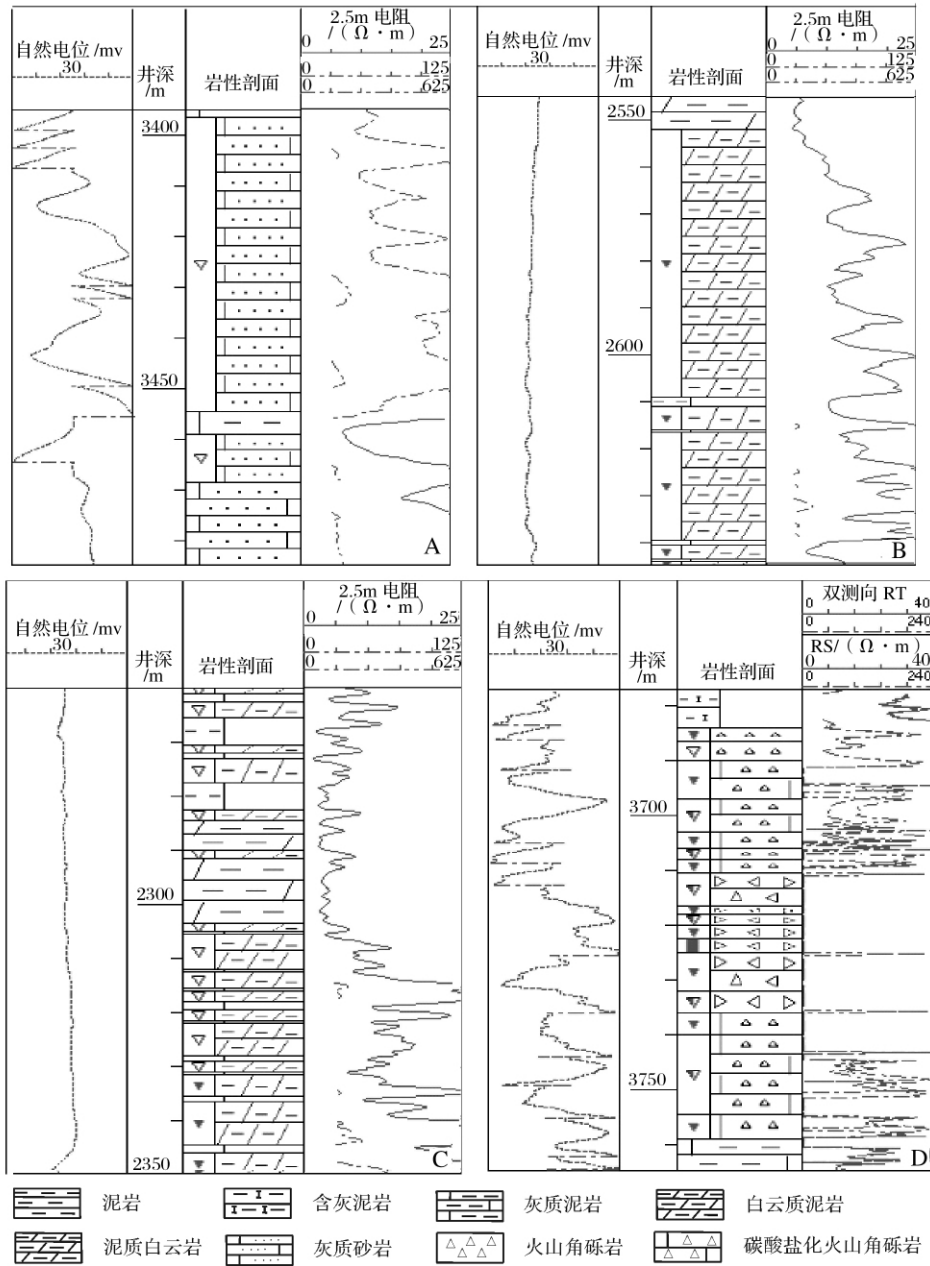 自然电位/mv
30
井深
/m
岩性剖面
2.5m 电阻
/(Ω·m)
0 25
0 125
0 625
3400
3450
A
自然电位/mv
30
井深
/m
岩性剖面
2.5m 电阻
/(Ω·m)
0 25
0 125
0 625
2550
2600
B
自然电位/mv
30
井深
/m
岩性剖面
2.5m 电阻
/(Ω·m)
0 25
0 125
0 625
2300
2350
C
自然电位/mv
30
井深
/m
岩性剖面
双测向 RT
0 40
0 240
RS/(Ω·m)
0 40
0 240
3700
3750
D
泥岩
含灰泥岩
灰质泥岩
白云质泥岩
泥质白云岩
灰质砂岩
火山角砾岩
碳酸盐化火山角砾岩